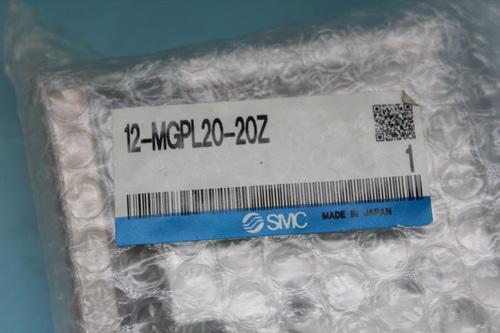 12-MGPL20-20Z
1
SMC MADE IN JAPAN